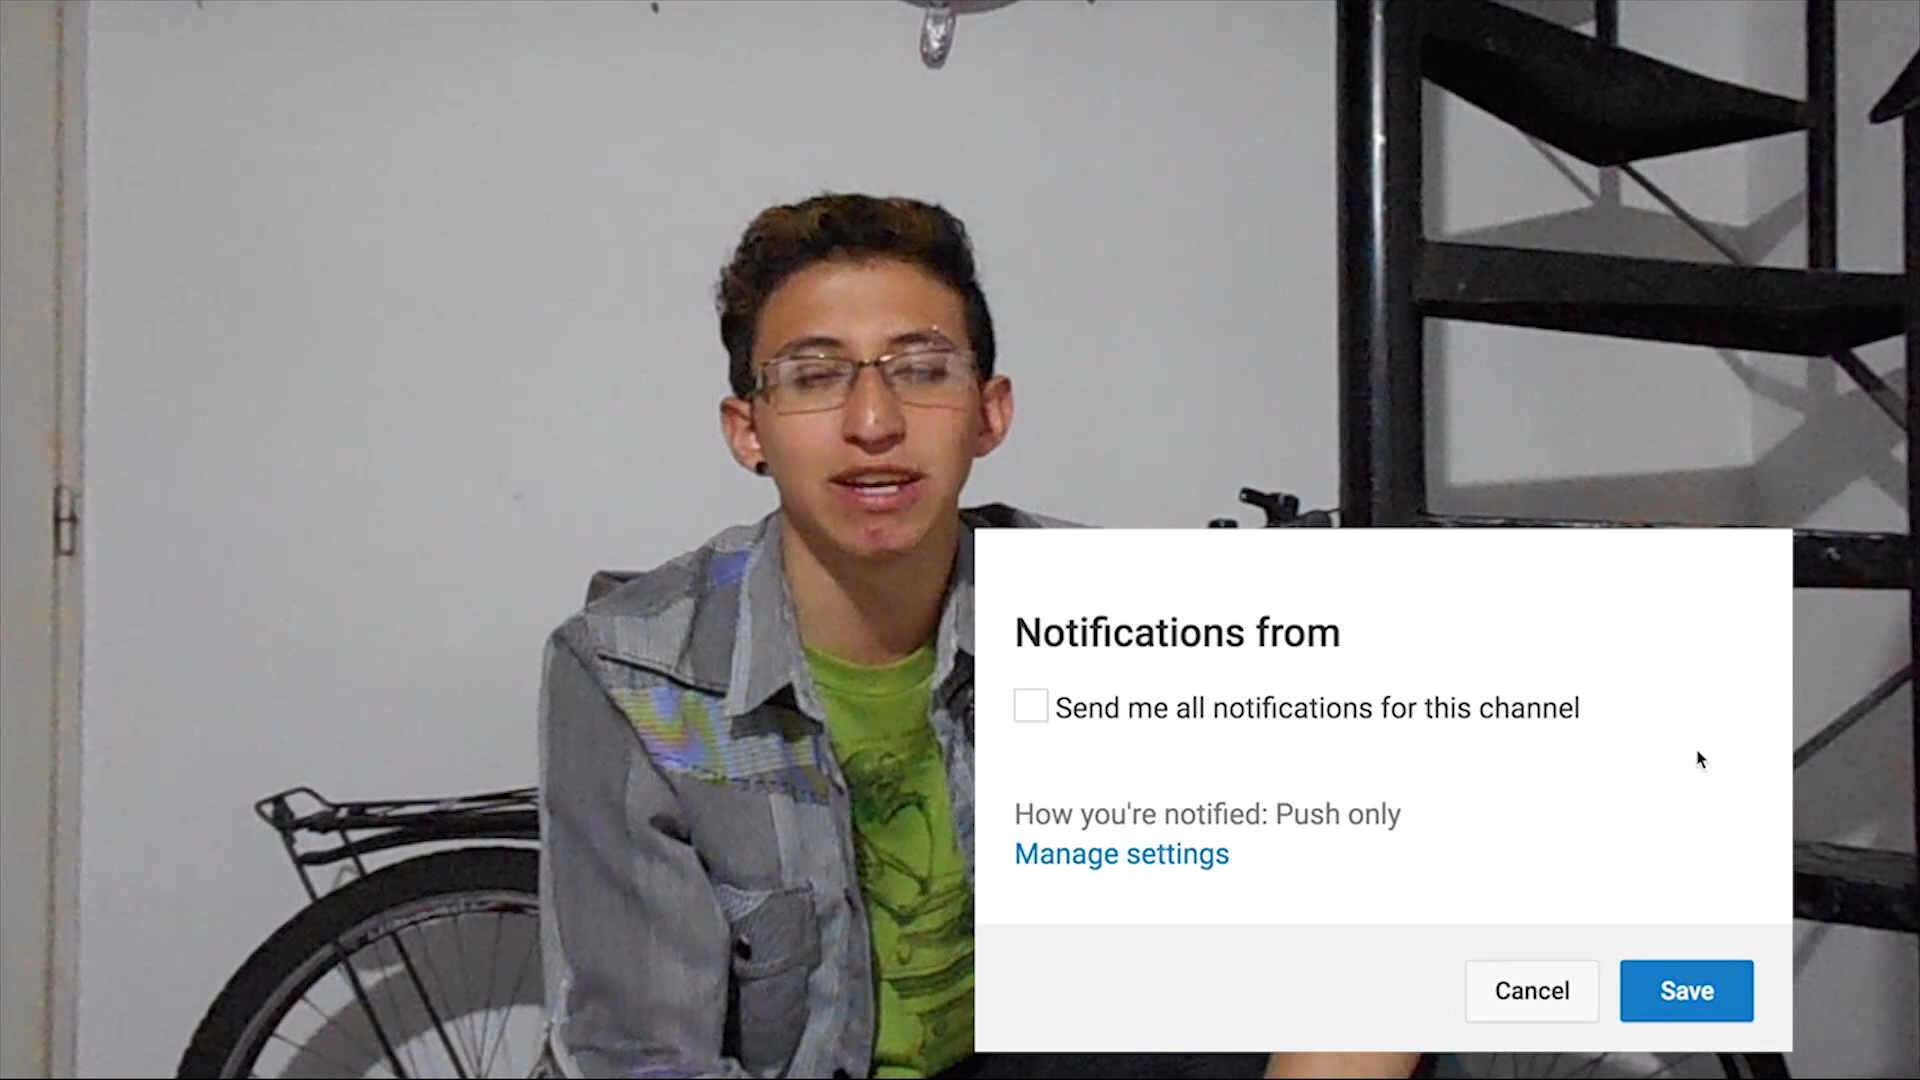 Notifications from
Send me all notifications for this channel
How you're notified: Push only
Manage settings
Cancel
Save